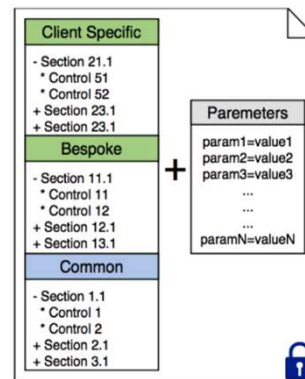 Client Specific
- Section 21.1
* Control 51
* Control 52
+ Section 23.1
+ Section 23.1
Bespoke
- Section 11.1
* Control 11
* Control 12
+ Section 12.1
+ Section 13.1
Common
- Section 1.1
* Control 1
* Control 2
+ Section 2.1
+ Section 3.1
+
Paremeters
param1=value1
param2=value2
param3=value3
...
...
...
paramN=valueN